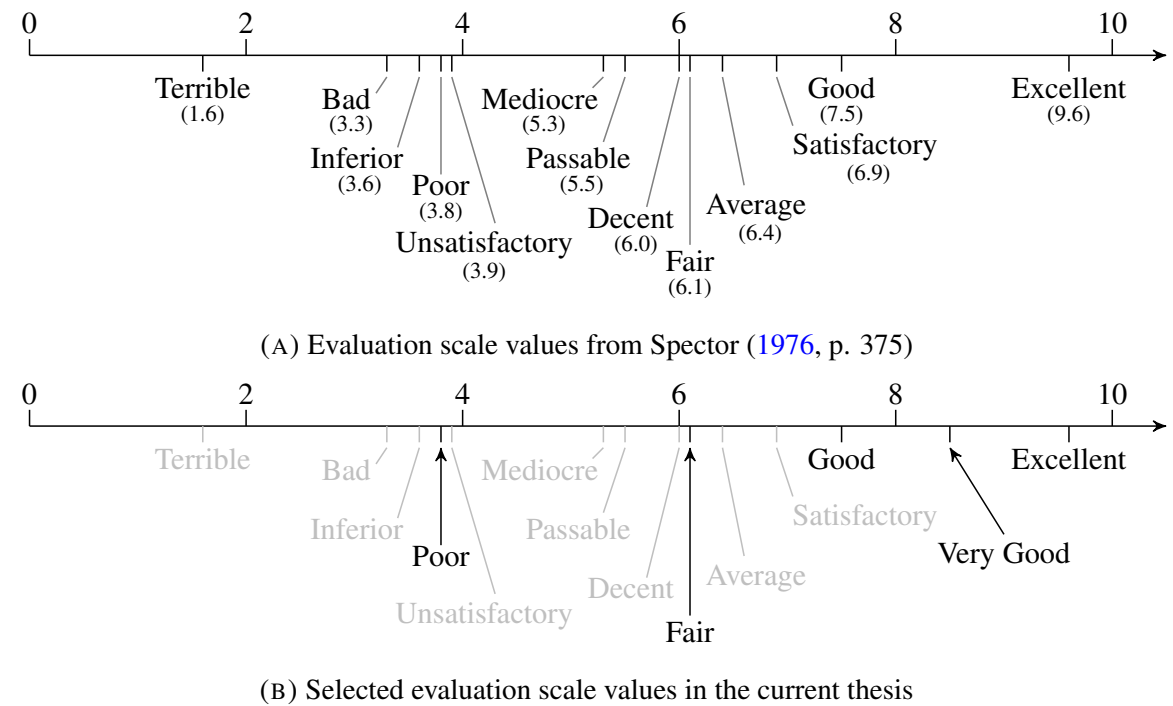 0 2 4 6 8 10
Terrible
(1.6)
Bad
(3.3)
Inferior
(3.6)
Poor
(3.8)
Unsatisfactory
(3.9)
Mediocre
(5.3)
Passable
(5.5)
Decent
(6.0)
Fair
(6.1)
Average
(6.4)
Satisfactory
(6.9)
Good
(7.5)
Excellent
(9.6)
(A) Evaluation scale values from Spector (1976, p. 375)
0 2 4 6 8 10
Terrible
Bad
Inferior
Poor
Unsatisfactory
Mediocre
Passable
Decent
Fair
Average
Satisfactory
Good
Very Good
Excellent
(B) Selected evaluation scale values in the current thesis